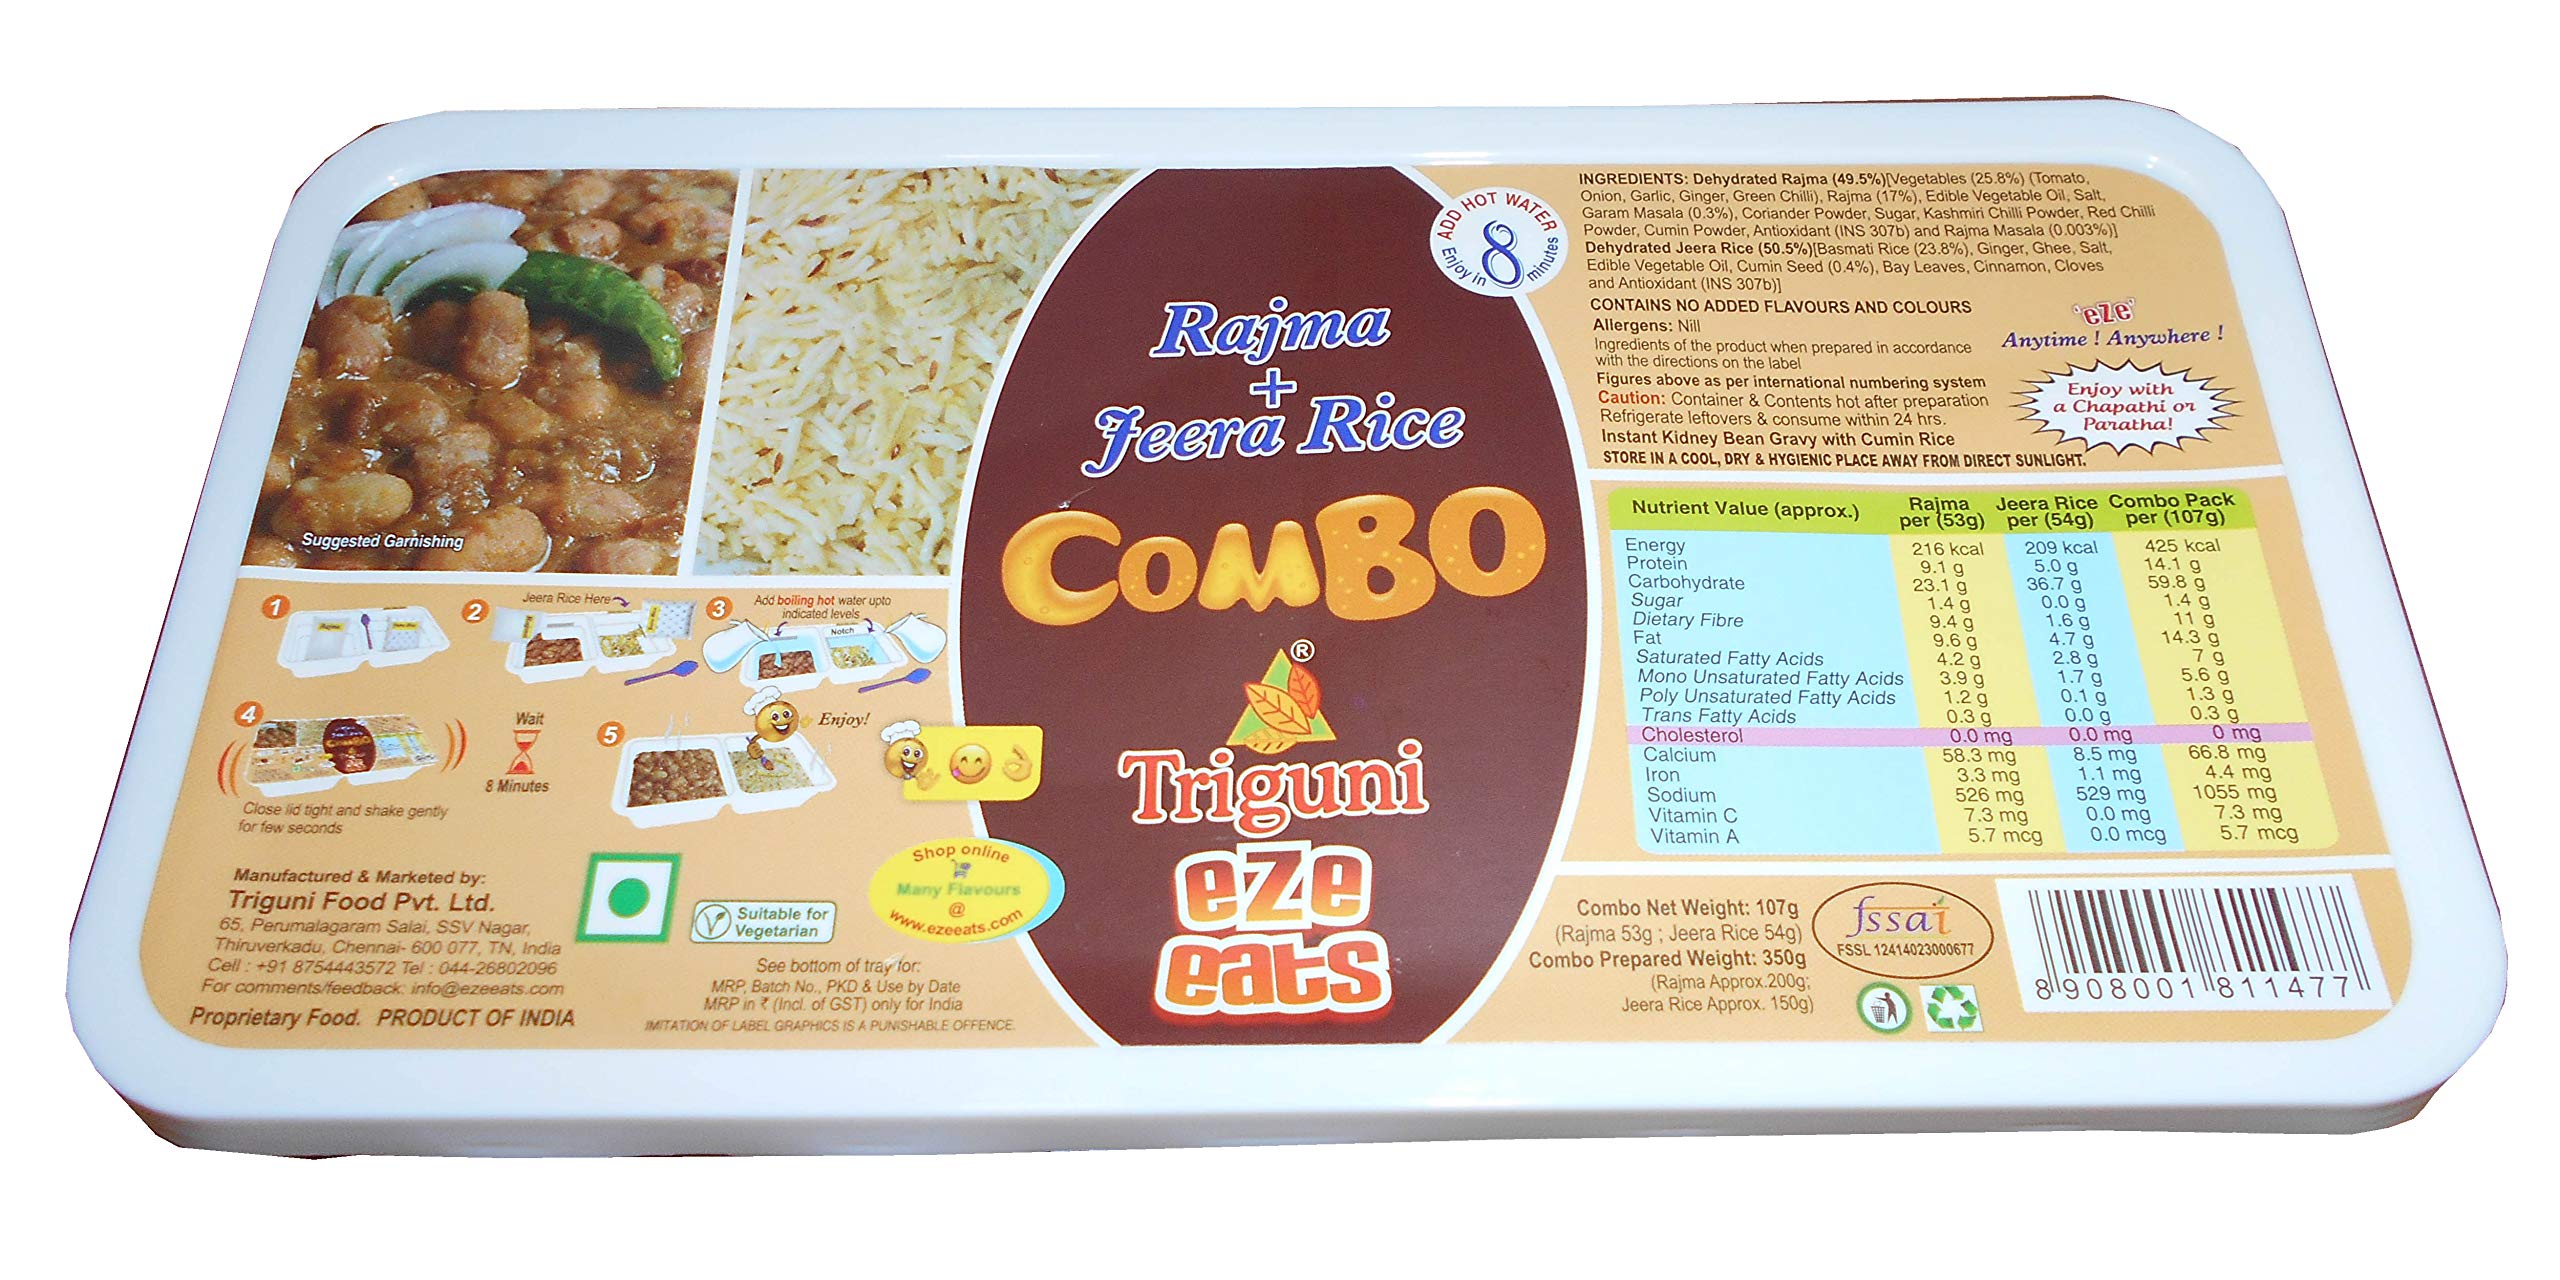 Suggested Garnishing
Rajma
+
Jeera Rice
COMBO
®
Triguni
eze
eats
ADD HOT WATER
Enjoy in 8 minutes
INGREDIENTS: Dehydrated Rajma (49.5%)[Vegetables (25.8%) (Tomato,
Onion, Garlic, Ginger, Green Chilli), Rajma (17%), Edible Vegetable Oil, Salt,
Garam Masala (0.3%), Coriander Powder, Sugar, Kashmiri Chilli Powder, Red Chilli
Powder, Cumin Powder, Antioxidant (INS 307b) and Rajma Masala (0.003%)]
Dehydrated Jeera Rice (50.5%)[Basmati Rice (23.8%), Ginger, Ghee, Salt,
Edible Vegetable Oil, Cumin Seed (0.4%), Bay Leaves, Cinnamon, Cloves
and Antioxidant (INS 307b)]
CONTAINS NO ADDED FLAVOURS AND COLOURS
Allergens: Nill
Ingredients of the product when prepared in accordance
with the directions on the label
Figures above as per international numbering system
Caution: Container & Contents hot after preparation
Refrigerate leftovers & consume within 24 hrs.
Instant Kidney Bean Gravy with Cumin Rice
STORE IN A COOL, DRY & HYGIENIC PLACE AWAY FROM DIRECT SUNLIGHT.
'eze'
Anytime ! Anywhere !
Enjoy with
a Chapathi or
Paratha!
Nutrient Value (approx.) Rajma per (53g) Jeera Rice per (54g) Combo Pack per (107g)
Energy 216 kcal 209 kcal 425 kcal
Protein 9.1 g 5.0 g 14.1 g
Carbohydrate 23.1 g 36.7 g 59.8 g
Sugar 1.4 g 0.0 g 1.4 g
Dietary Fibre 9.4 g 1.6 g 11 g
Fat 9.6 g 4.7 g 14.3 g
Saturated Fatty Acids 4.2 g 2.8 g 7 g
Mono Unsaturated Fatty Acids 3.9 g 1.7 g 5.6 g
Poly Unsaturated Fatty Acids 1.2 g 0.1 g 1.3 g
Trans Fatty Acids 0.3 g 0.0 g 0.3 g
Cholesterol 0.0 mg 0.0 mg 0 mg
Calcium 58.3 mg 8.5 mg 66.8 mg
Iron 3.3 mg 1.1 mg 4.4 mg
Sodium 526 mg 529 mg 1055 mg
Vitamin C 7.3 mg 0.0 mg 7.3 mg
Vitamin A 5.7 mcg 0.0 mcg 5.7 mcg
1
2
Jeera Rice Here
3
Add boiling hot water upto
indicated levels
Notch
4
Close lid tight and shake gently
for few seconds
Wait
8 Minutes
5
Enjoy!
Manufactured & Marketed by:
Triguni Food Pvt. Ltd.
65, Perumalagaram Salai, SSV Nagar,
Thiruverkadu, Chennai- 600 077, TN, India
Cell : +91 8754443572 Tel : 044-26802096
For comments/feedback: info@ezeeats.com
Proprietary Food. PRODUCT OF INDIA
Suitable for
Vegetarian
Shop online
Many Flavours
@
www.ezeeats.com
See bottom of tray for:
MRP, Batch No., PKD & Use by Date
MRP in ₹ (Incl. of GST) only for India
IMITATION OF LABEL GRAPHICS IS A PUNISHABLE OFFENCE.
Combo Net Weight: 107g
(Rajma 53g ; Jeera Rice 54g)
Combo Prepared Weight: 350g
(Rajma Approx.200g;
Jeera Rice Approx. 150g)
fssai
FSSL 12414023000677
8 908001 811477